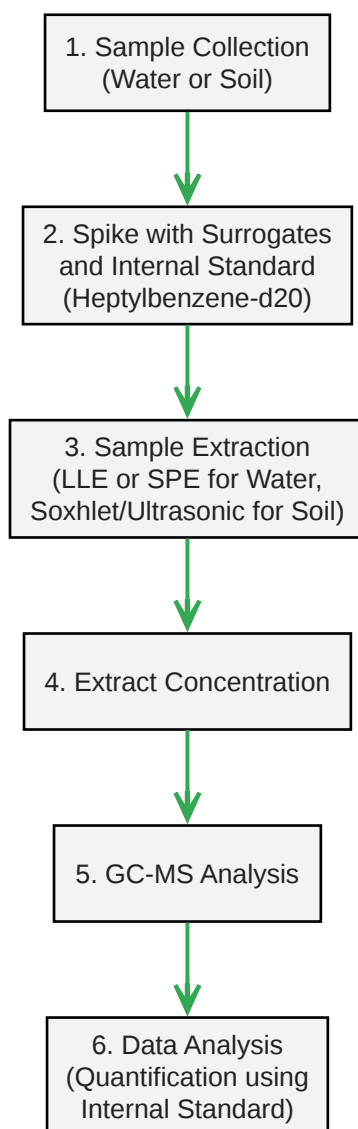 1. Sample Collection
(Water or Soil)
2. Spike with Surrogates
and Internal Standard
(Heptylbenzene-d20)
3. Sample Extraction
(LLE or SPE for Water,
Soxhlet/Ultrasonic for Soil)
4. Extract Concentration
5. GC-MS Analysis
6. Data Analysis
(Quantification using
Internal Standard)